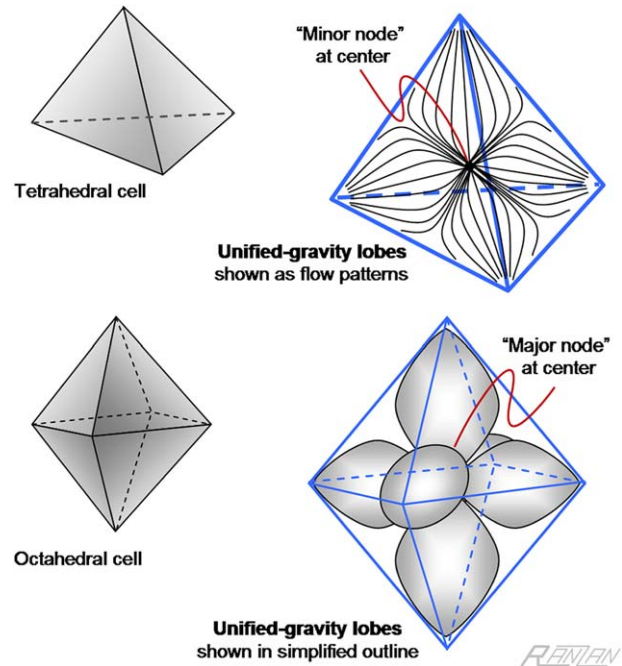 “Minor node”
at center
Tetrahedral cell
Unified-gravity lobes
shown as flow patterns
“Major node”
at center
Octahedral cell
Unified-gravity lobes
shown in simplified outline